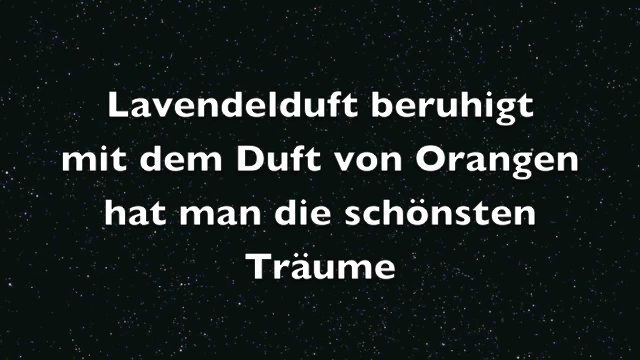 Lavendelduft beruhigt
mit dem Duft von Orangen
hat man die schönsten
Träume